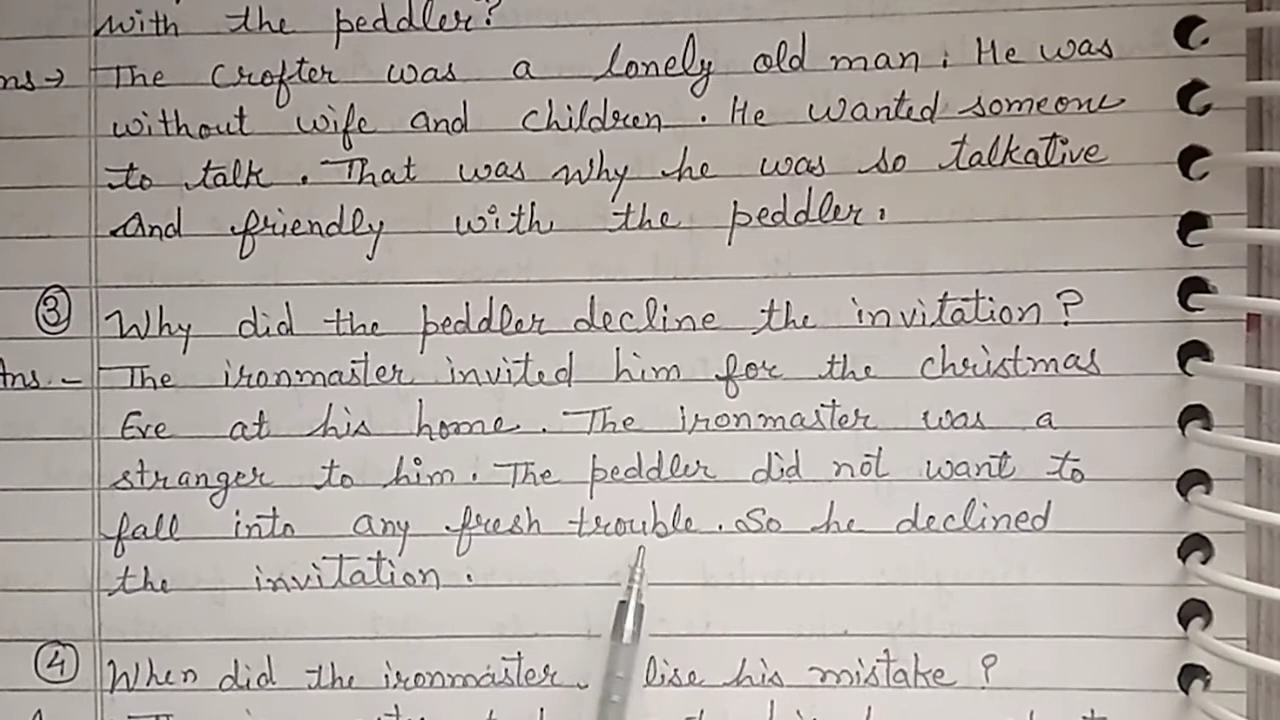 with the peddler?
ns → The Crofter was a lonely old man. He was
without wife and children. He wanted someone
to talk. That was why he was so talkative
And friendly with the peddler.
③ Why did the peddler decline the invitation?
Ans. - The ironmaster invited him for the christmas
Eve at his home. The ironmaster was a
stranger to him. The peddler did not want to
fall into any fresh trouble. So he declined
the invitation.
④ When did the ironmaster lise his mistake?